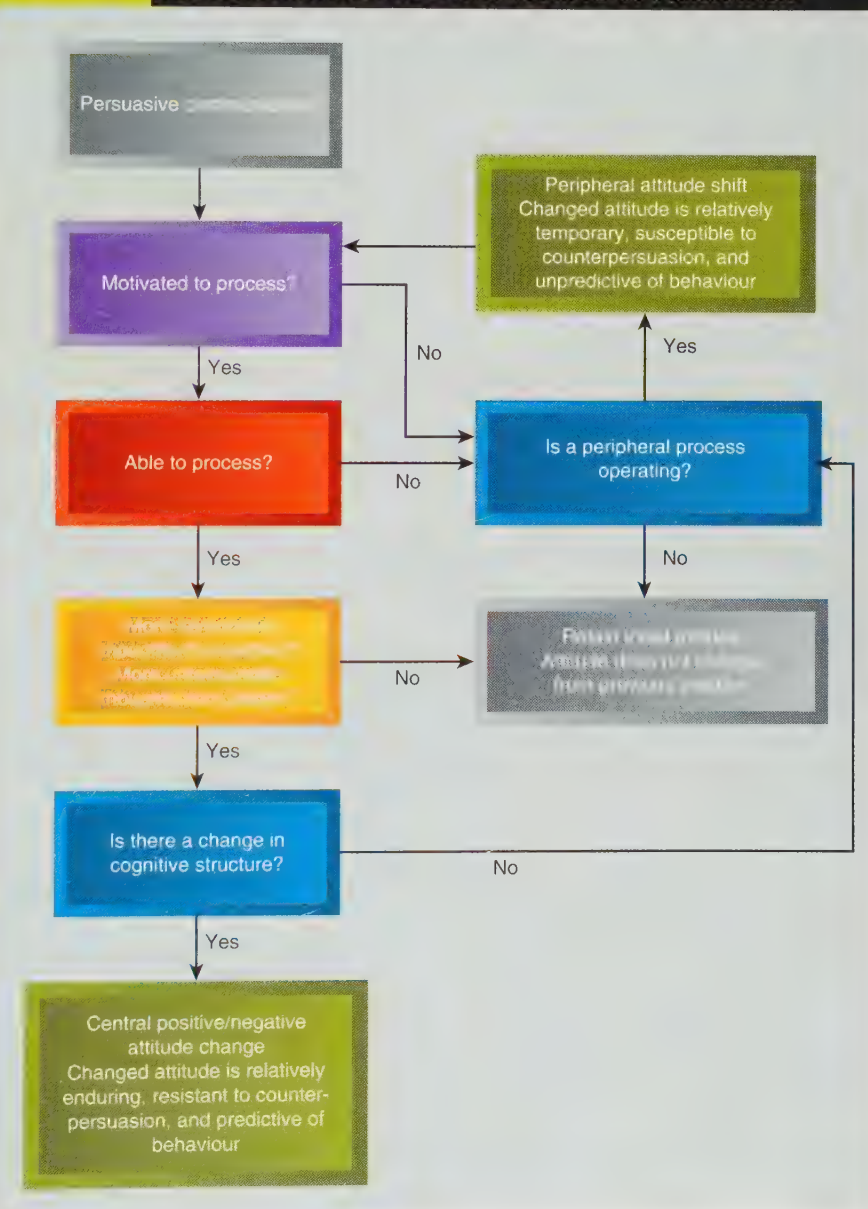 Persuasive
Motivated to process?
Peripheral attitude shift
Changed attitude is relatively
temporary, susceptible to
counterpersuasion, and
unpredictive of behaviour
No
Yes
Yes
Able to process?
No
Is a peripheral process
operating?
Yes
No
No
from
Yes
Is there a change in
cognitive structure?
No
Yes
Central positive/negative
attitude change
Changed attitude is relatively
enduring, resistant to counter-
persuasion, and predictive of
behaviour